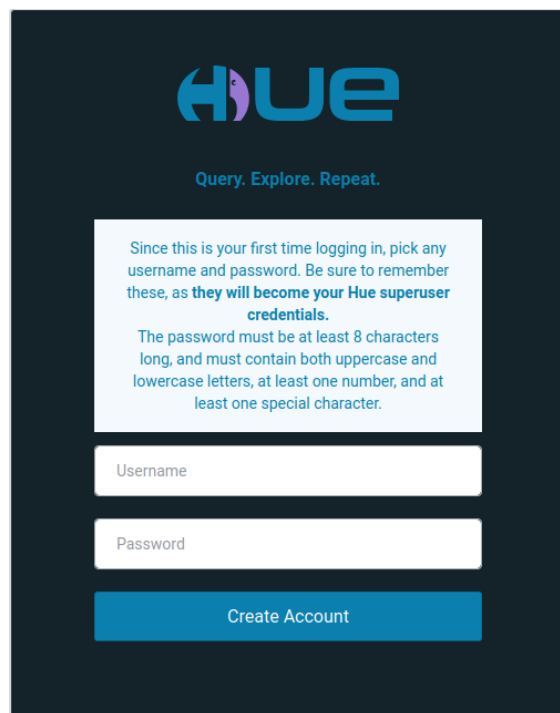 HUE
Query. Explore. Repeat.
Since this is your first time logging in, pick any
username and password. Be sure to remember
these, as they will become your Hue superuser
credentials.
The password must be at least 8 characters
long, and must contain both uppercase and
lowercase letters, at least one number, and at
least one special character.
Username
Password
Create Account